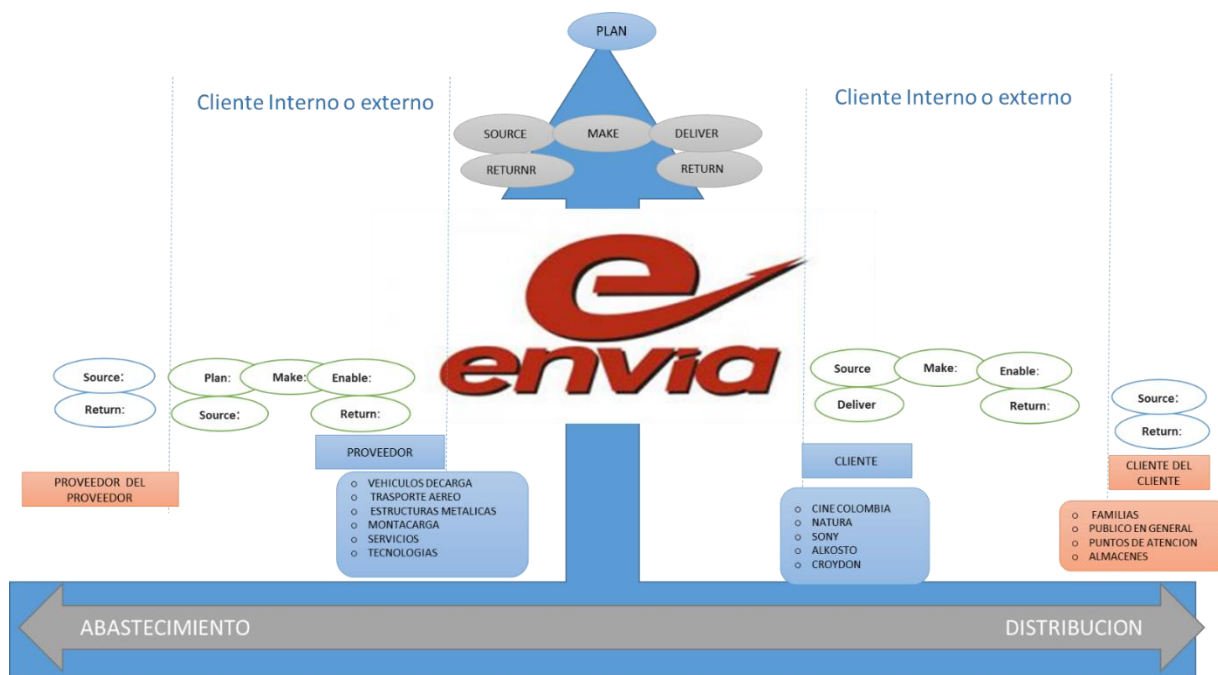 PLAN
Cliente Interno o externo
Cliente Interno o externo
SOURCE
MAKE
DELIVER
RETURNR
RETURN
e
envía
Source:
Return:
Plan:
Make:
Enable:
Source:
Return:
Source
Make:
Enable:
Deliver
Return:
Source:
Return:
PROVEEDOR DEL
PROVEEDOR
PROVEEDOR
VEHICULOS DECARGA
TRASPORTE AEREO
ESTRUCTURAS METALICAS
MONTACARGA
SERVICIOS
TECNOLOGIAS
CLIENTE
CINE COLOMBIA
NATURA
SONY
ALKOSTO
CROYDON
CLIENTE DEL
CLIENTE
FAMILIAS
PUBLICO EN GENERAL
PUNTOS DE ATENCION
ALMACENES
ABASTECIMIENTO
DISTRIBUCION